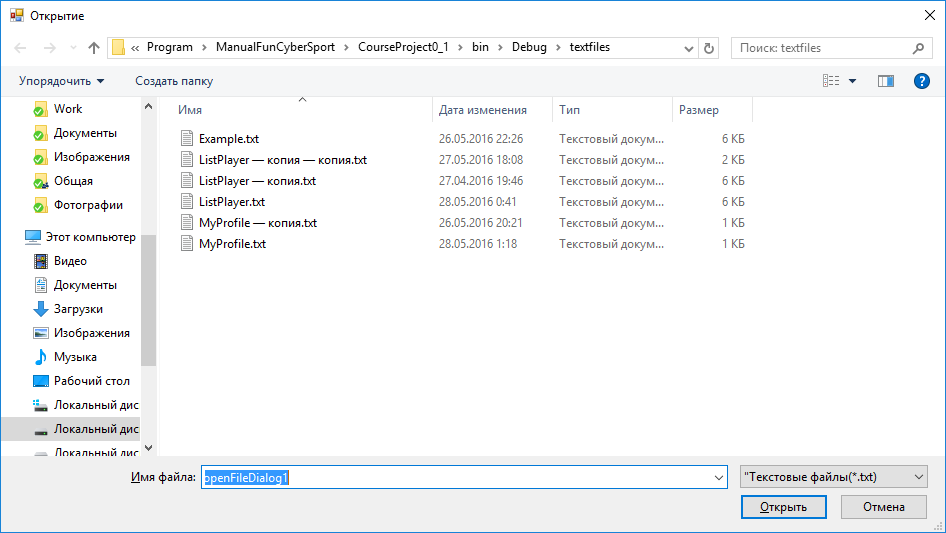 Открытие
« Program › ManualFunCyberSport › CourseProject0_1 › bin › Debug › textfiles
Поиск: textfiles
Упорядочить
Создать папку
?
Work
Документы
Изображения
Общая
Фотографии
Этот компьютер
Видео
Документы
Загрузки
Изображения
Музыка
Рабочий стол
Локальный дис
Локальный дис
Локальный дис
Имя Дата изменения Тип Размер
Example.txt 26.05.2016 22:26 Текстовый докум... 6 КБ
ListPlayer — копия — копия.txt 27.05.2016 18:08 Текстовый докум... 2 КБ
ListPlayer — копия.txt 27.04.2016 19:46 Текстовый докум... 6 КБ
ListPlayer.txt 28.05.2016 0:41 Текстовый докум... 6 КБ
MyProfile — копия.txt 26.05.2016 20:21 Текстовый докум... 1 КБ
MyProfile.txt 28.05.2016 1:18 Текстовый докум... 1 КБ
Имя файла: openFileDialog1 "Текстовые файлы(*.txt)
Открыть Отмена